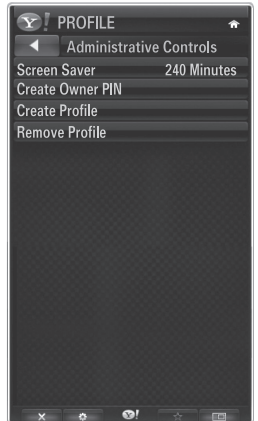 Y! PROFILE
Administrative Controls
Screen Saver 240 Minutes
Create Owner PIN
Create Profile
Remove Profile
Y!